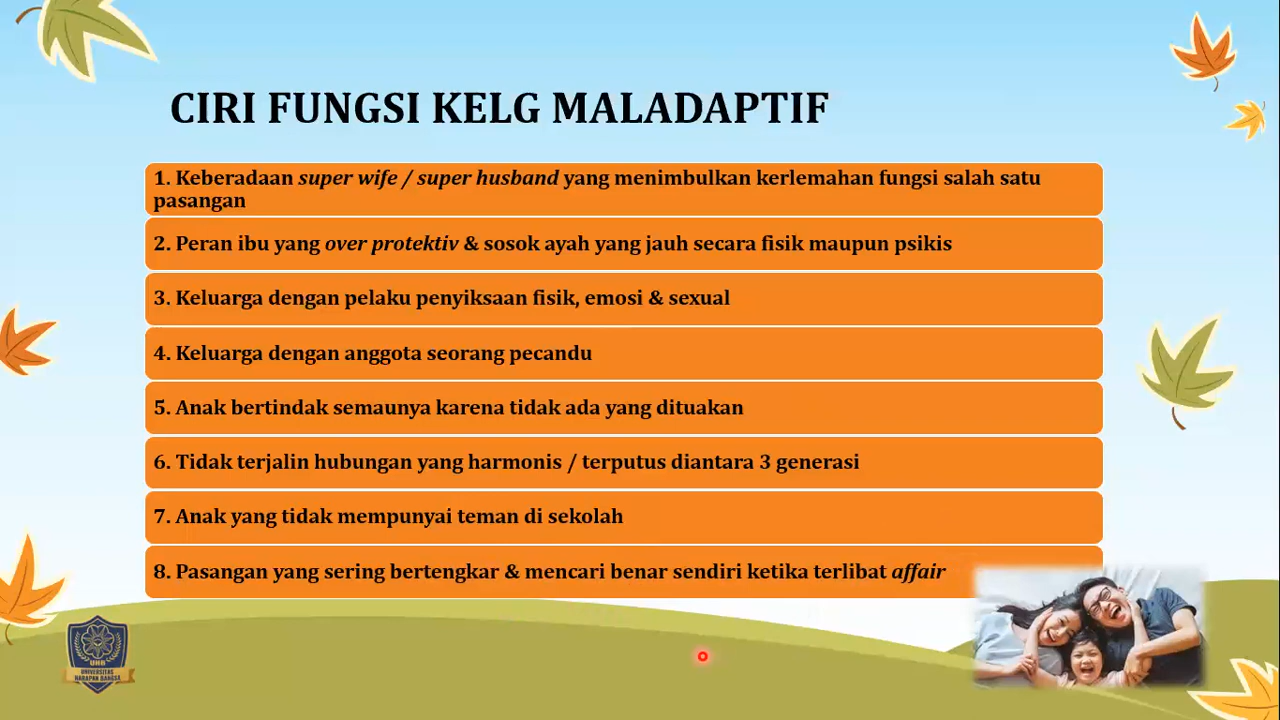 CIRI FUNGSI KELG MALADAPTIF
1. Keberadaan super wife / super husband yang menimbulkan kerlemahan fungsi salah satu
pasangan
2. Peran ibu yang over protektiv & sosok ayah yang jauh secara fisik maupun psikis
3. Keluarga dengan pelaku penyiksaan fisik, emosi & sexual
4. Keluarga dengan anggota seorang pecandu
5. Anak bertindak semaunya karena tidak ada yang dituakan
6. Tidak terjalin hubungan yang harmonis / terputus diantara 3 generasi
7. Anak yang tidak mempunyai teman di sekolah
8. Pasangan yang sering bertengkar & mencari benar sendiri ketika terlibat affair
UHB
UNIVERSITAS
HARAPAN BANGSA